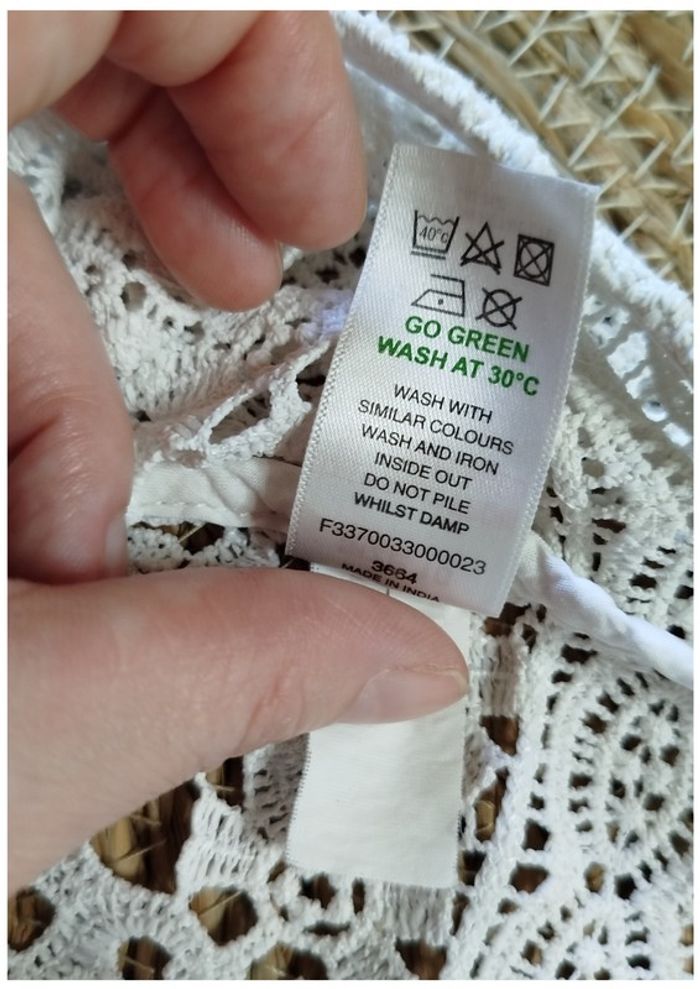 40°C
GO GREEN
WASH AT 30°C
WASH WITH
SIMILAR COLOURS
WASH AND IRON
INSIDE OUT
DO NOT PILE
WHILST DAMP
F3370033000023
3664
MADE IN INDIA